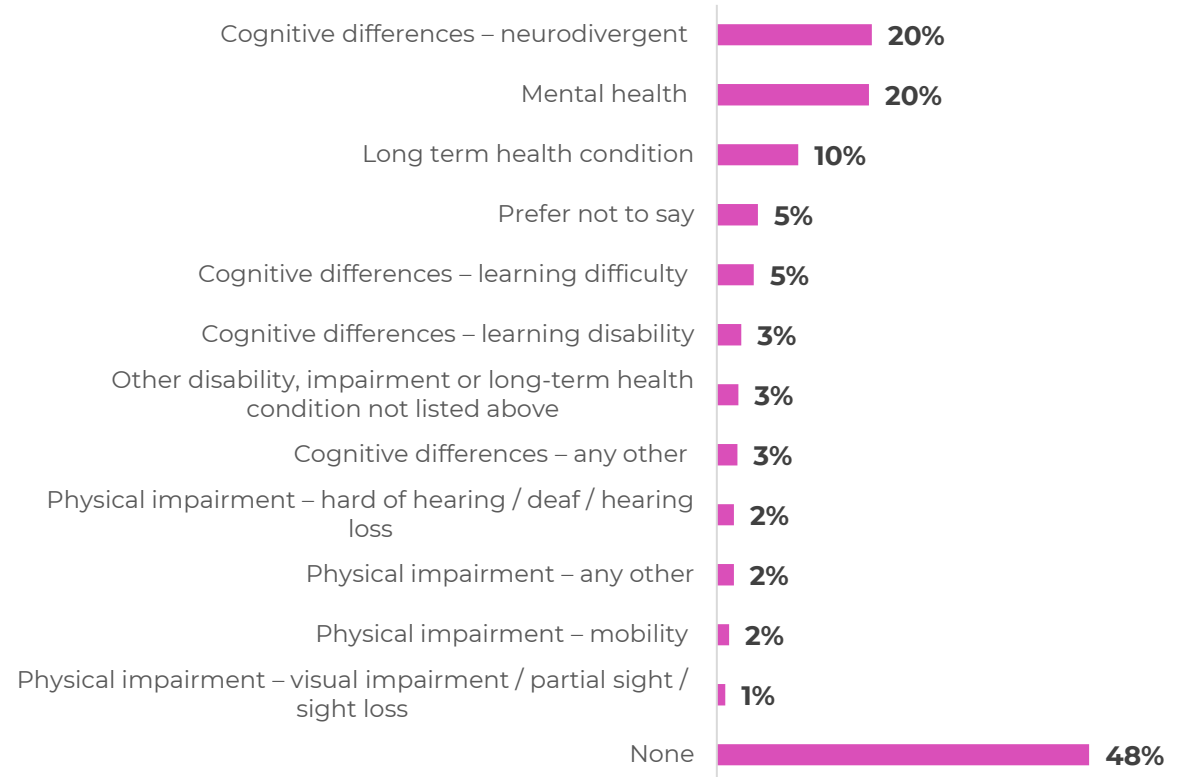 Cognitive differences – neurodivergent 20%
Mental health 20%
Long term health condition 10%
Prefer not to say 5%
Cognitive differences – learning difficulty 5%
Cognitive differences – learning disability 3%
Other disability, impairment or long-term health
condition not listed above 3%
Cognitive differences – any other 3%
Physical impairment – hard of hearing / deaf / hearing
loss 2%
Physical impairment – any other 2%
Physical impairment – mobility 2%
Physical impairment – visual impairment / partial sight /
sight loss 1%
None 48%